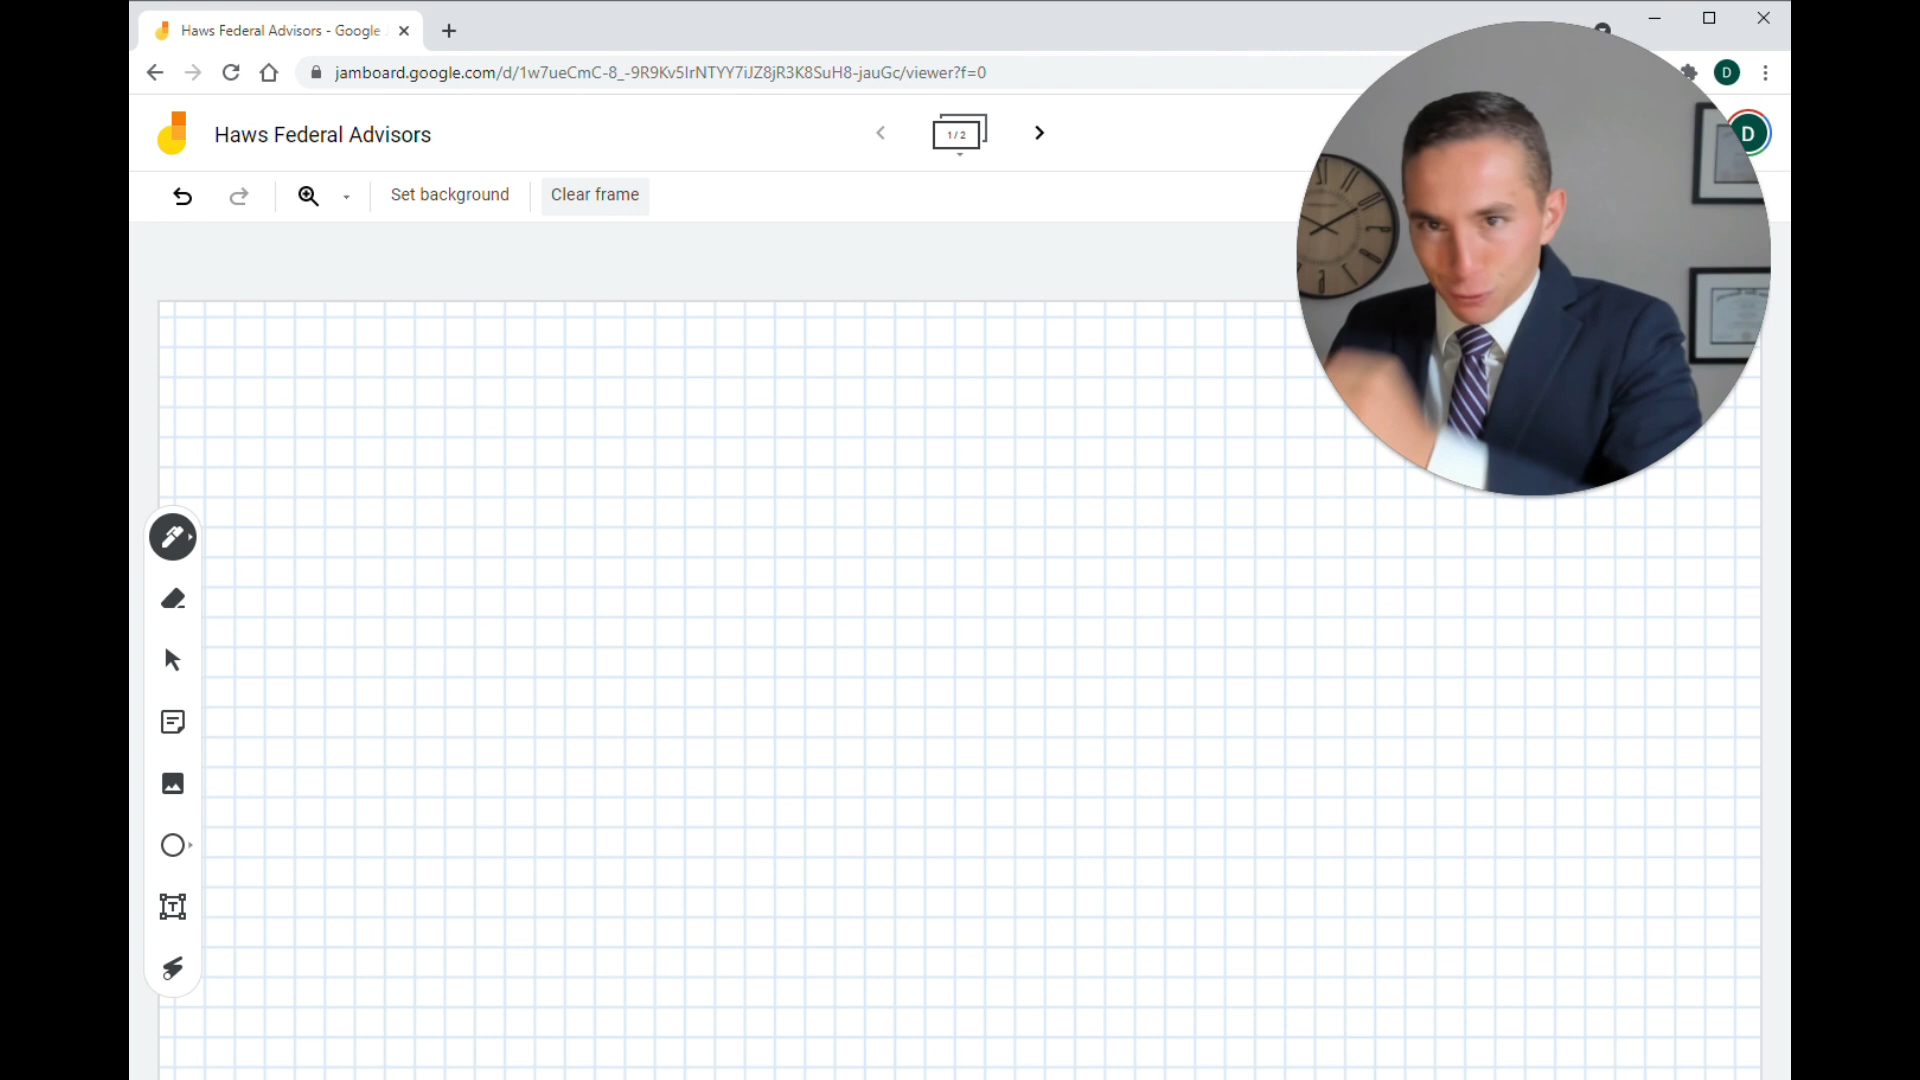 Haws Federal Advisors - Google
jamboard.google.com/d/1w7ueCmC-8_-9R9Kv5IrNTYY7iJZ8jR3K8SuH8-jauGc/viewer?f=0
D
Haws Federal Advisors
1 / 2
D
Set background
Clear frame
T